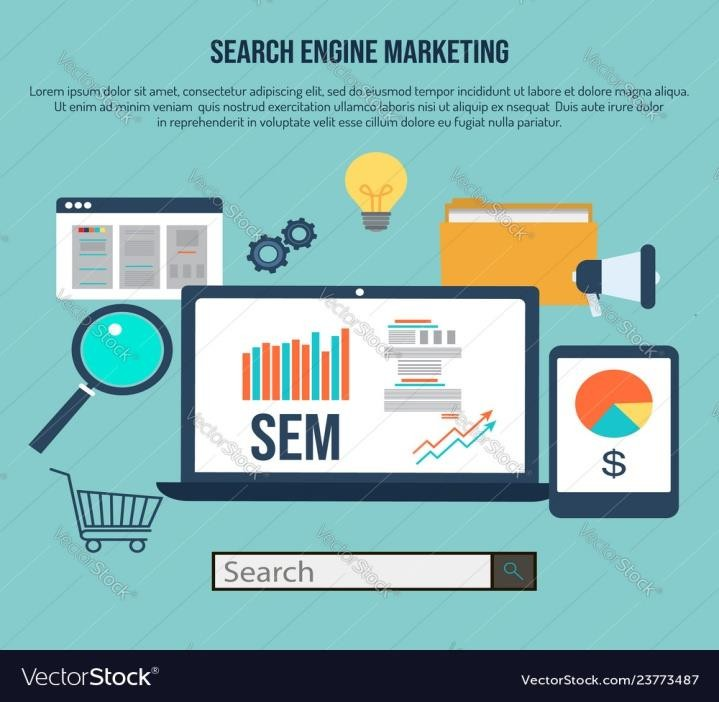 SEARCH ENGINE MARKETING
Lorem ipsum dolor sit amet, consectetur adipiscing elit, sed do eiusmod tempor incididunt ut labore et dolore magna aliqua.
Ut enim ad minim veniam  quis nostrud exercitation ullamco laboris nisi ut aliquip ex nsequat  Duis aute irure dolor
in reprehenderit in voluptate velit esse cillum dolore eu fugiat nulla pariatur.
SEM
$
Search
VectorStock®
VectorStock.com/23773487